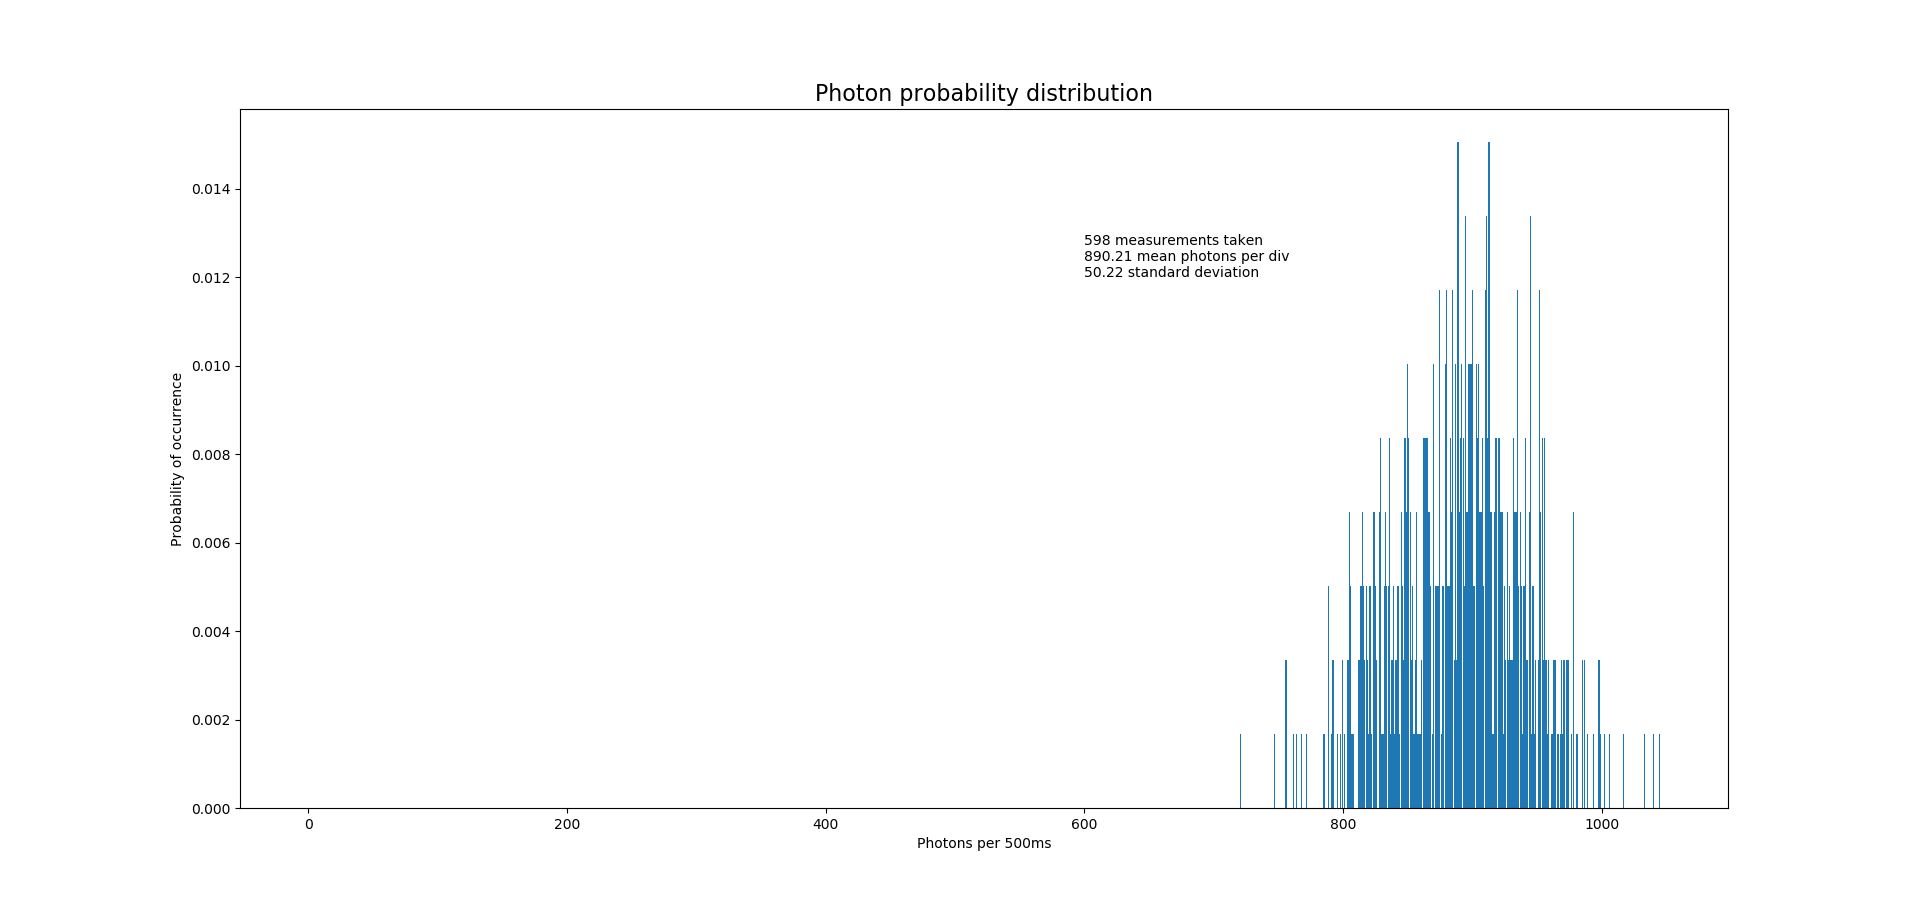 Photon probability distribution
0.014
0.012
0.010
0.008
0.006
0.004
0.002
0.000
Probability of occurrence
598 measurements taken
890.21 mean photons per div
50.22 standard deviation
0 200 400 600 800 1000
Photons per 500ms